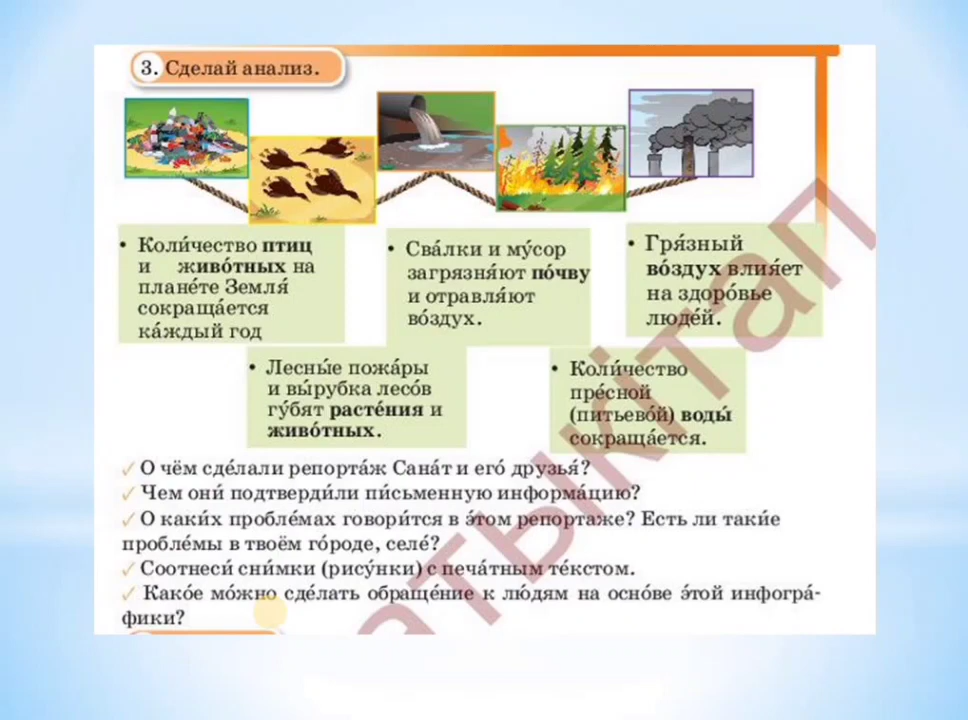 3. Сделай анализ.
• Коли́чество птиц
и живо́тных на
плане́те Земля́
сокраща́ется
ка́ждый год
• Сва́лки и му́сор
загрязня́ют по́чву
и отравля́ют
во́здух.
• Гря́зный
во́здух влия́ет
на здоро́вье
люде́й.
• Лесны́е пожа́ры
и вы́рубка лесо́в
гу́бят расте́ния и
живо́тных.
• Коли́чество
пре́сной
(питьево́й) воды́
сокраща́ется.
✓ О чём сде́лали репорта́ж Сана́т и его́ друзья́?
✓ Чем они́ подтверди́ли пи́сьменную информа́цию?
✓ О каки́х пробле́мах говори́тся в э́том репортаже? Есть ли таки́е
пробле́мы в твоём го́роде, селе́?
✓ Соотнеси́ сни́мки (рису́нки) с печа́тным те́кстом.
✓ Како́е мо́жно сде́лать обраще́ние к лю́дям на осно́ве э́той инфогра́-
фики?
атыкітап